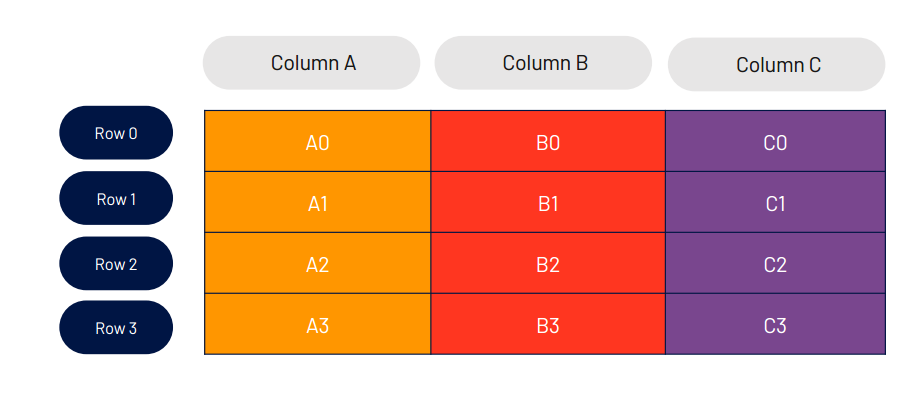 Column A Column B Column C
Row 0 A0 B0 C0
Row 1 A1 B1 C1
Row 2 A2 B2 C2
Row 3 A3 B3 C3